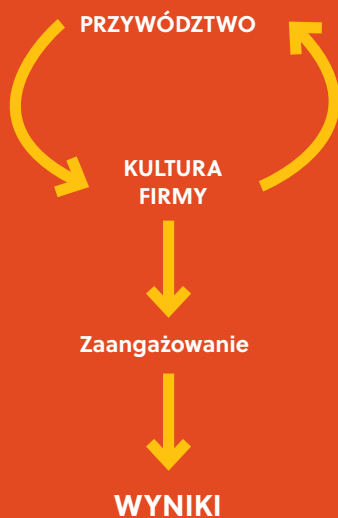 PRZYWÓDZTWO
KULTURA
FIRMY
Zaangażowanie
WYNIKI